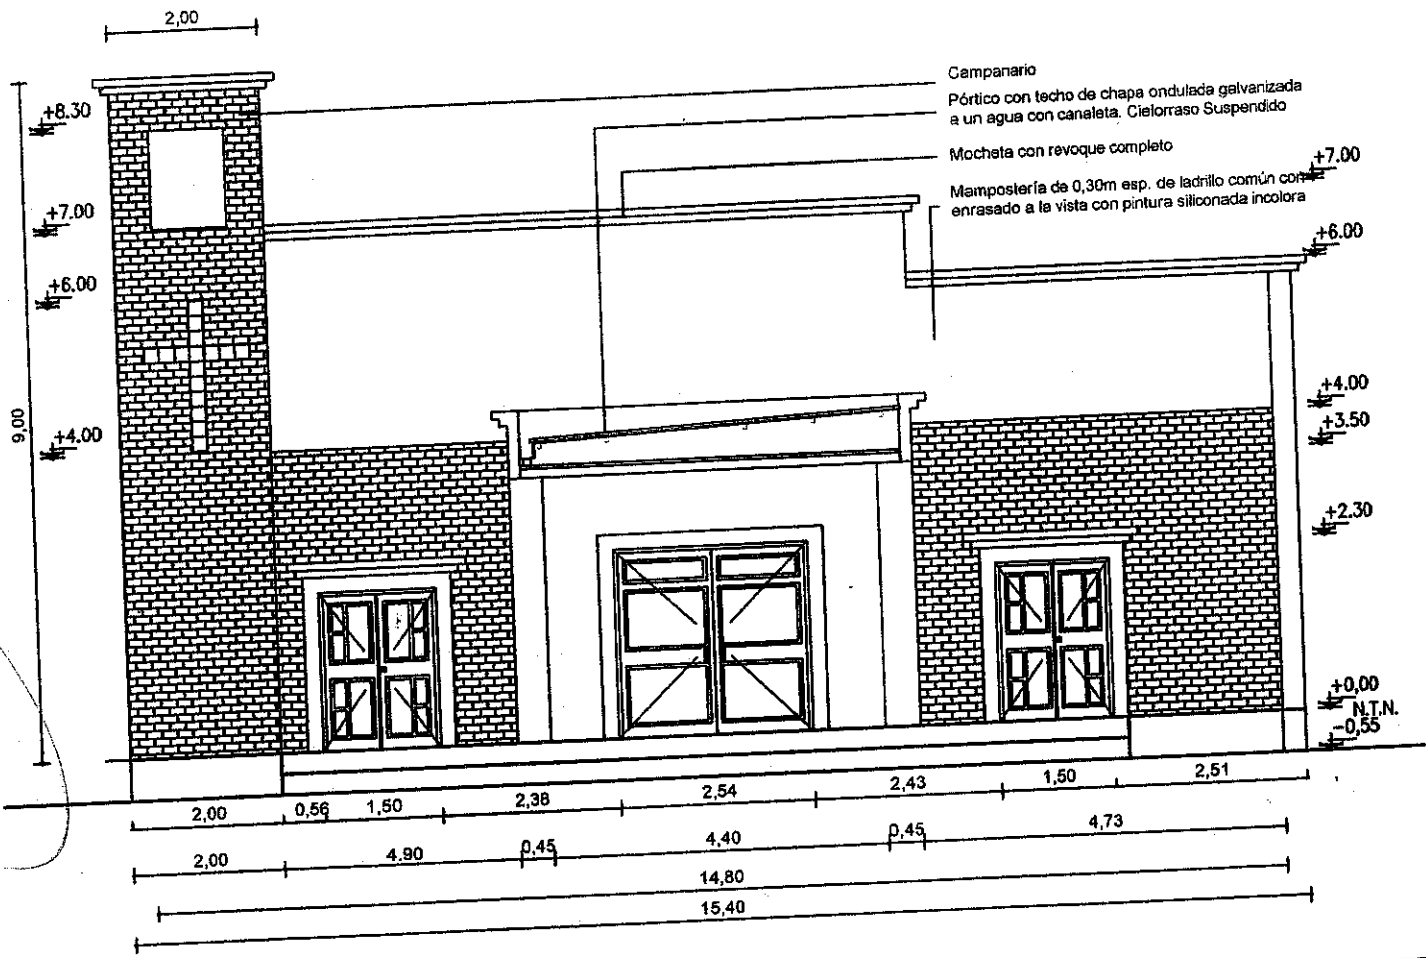 2,00
Campanario
Pórtico con techo de chapa ondulada galvanizada
a un agua con canaleta. Cielorraso Suspendido
Mocheta con revoque completo
Mampostería de 0,30m esp. de ladrillo común con
enrasado a la vista con pintura siliconada incolora
+8.30
+7.00
+6.00
+4.00
9,00
+7.00
+6.00
+4.00
+3.50
+2.30
+0,00
N.T.N.
-0,55
2,00 0,56 1,50 2,38 2,54 2,43 1,50 2,51
2,00 4.90 0,45 4,40 0,45 4,73
14,80
15,40